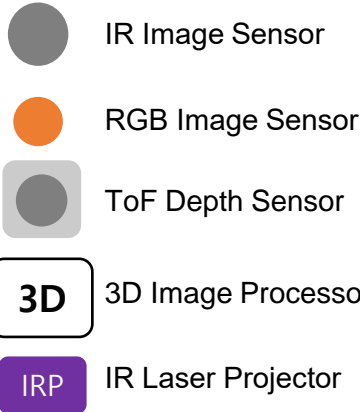 IR Image Sensor
RGB Image Sensor
ToF Depth Sensor
3D 3D Image Processo
IRP IR Laser Projector